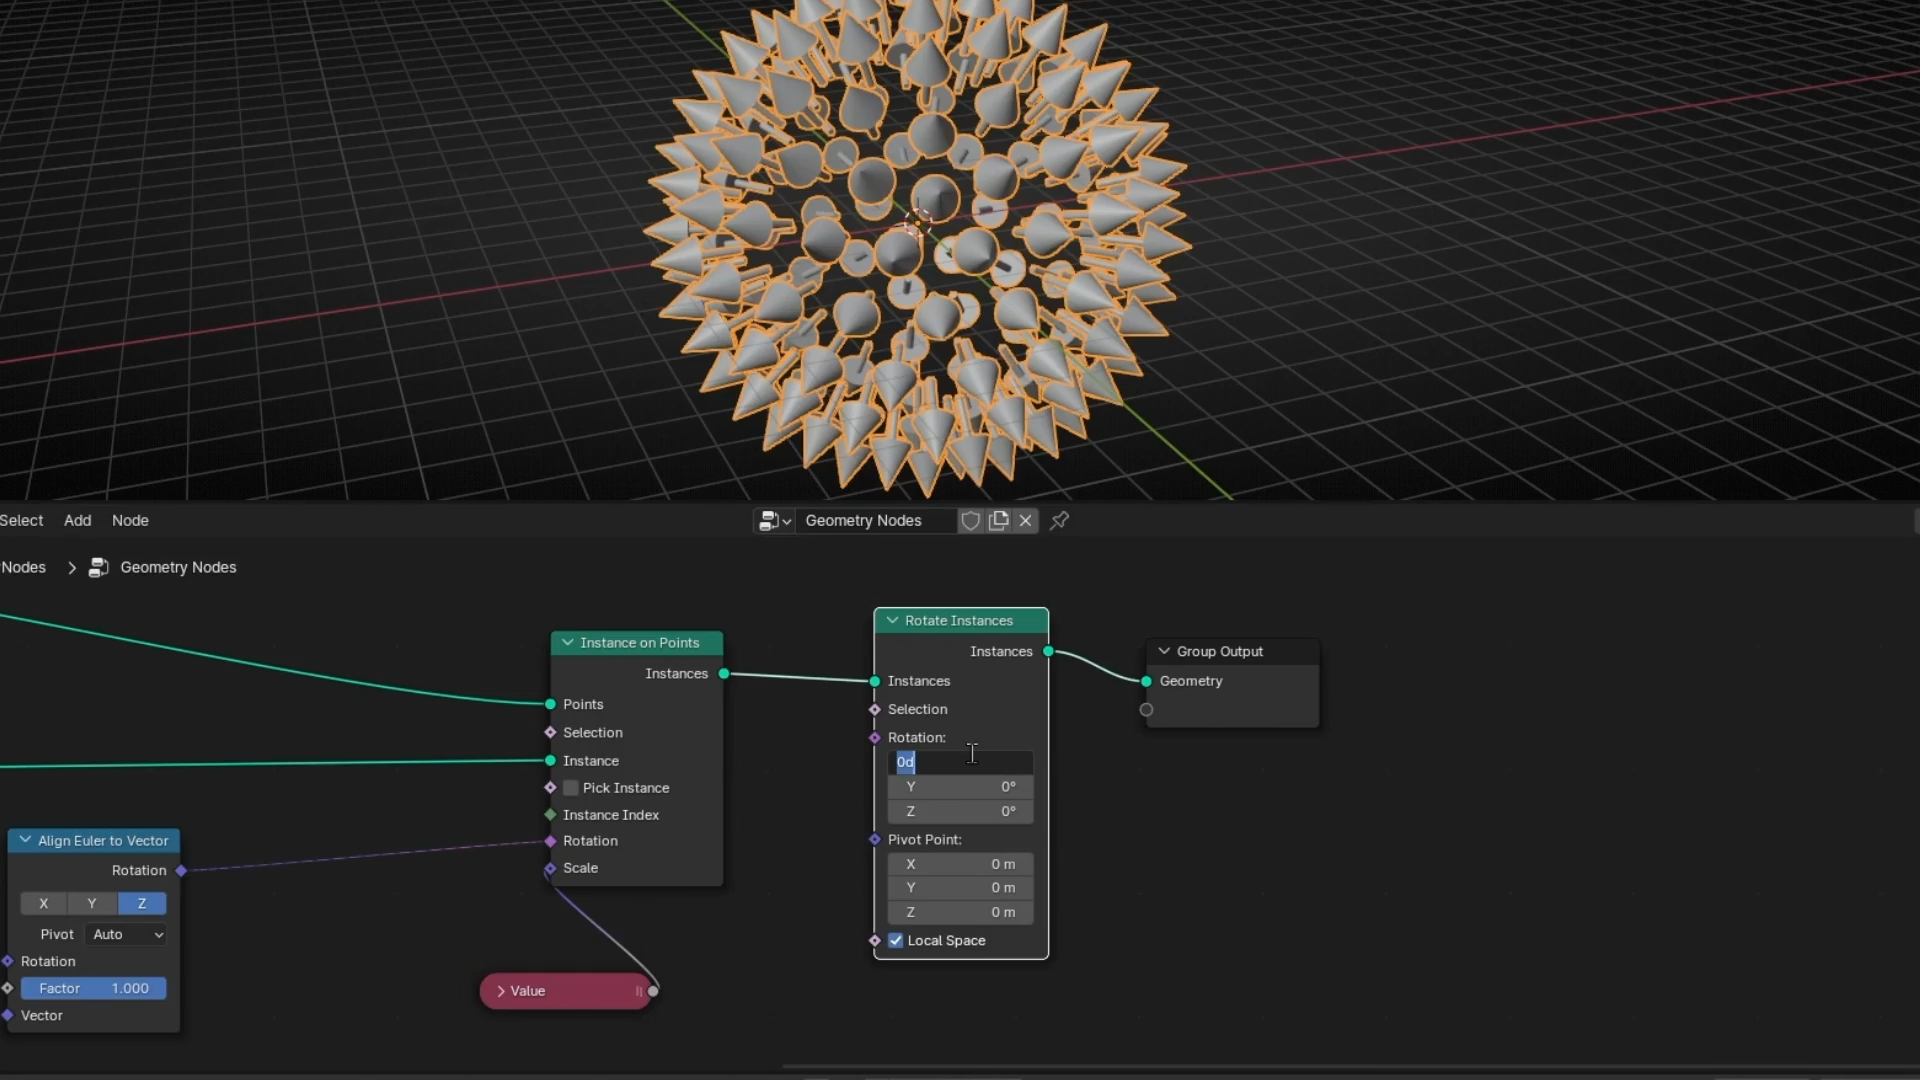 Select Add Node
Geometry Nodes
Nodes > Geometry Nodes
Instance on Points
Instances
Points
Selection
Instance
Pick Instance
Instance Index
Rotation
Scale
Rotate Instances
Instances
Instances
Selection
Rotation:
0d
Y 0°
Z 0°
Pivot Point:
X 0 m
Y 0 m
Z 0 m
Local Space
Group Output
Geometry
Align Euler to Vector
Rotation
X Y Z
Pivot Auto
Rotation
Factor 1.000
Vector
Value